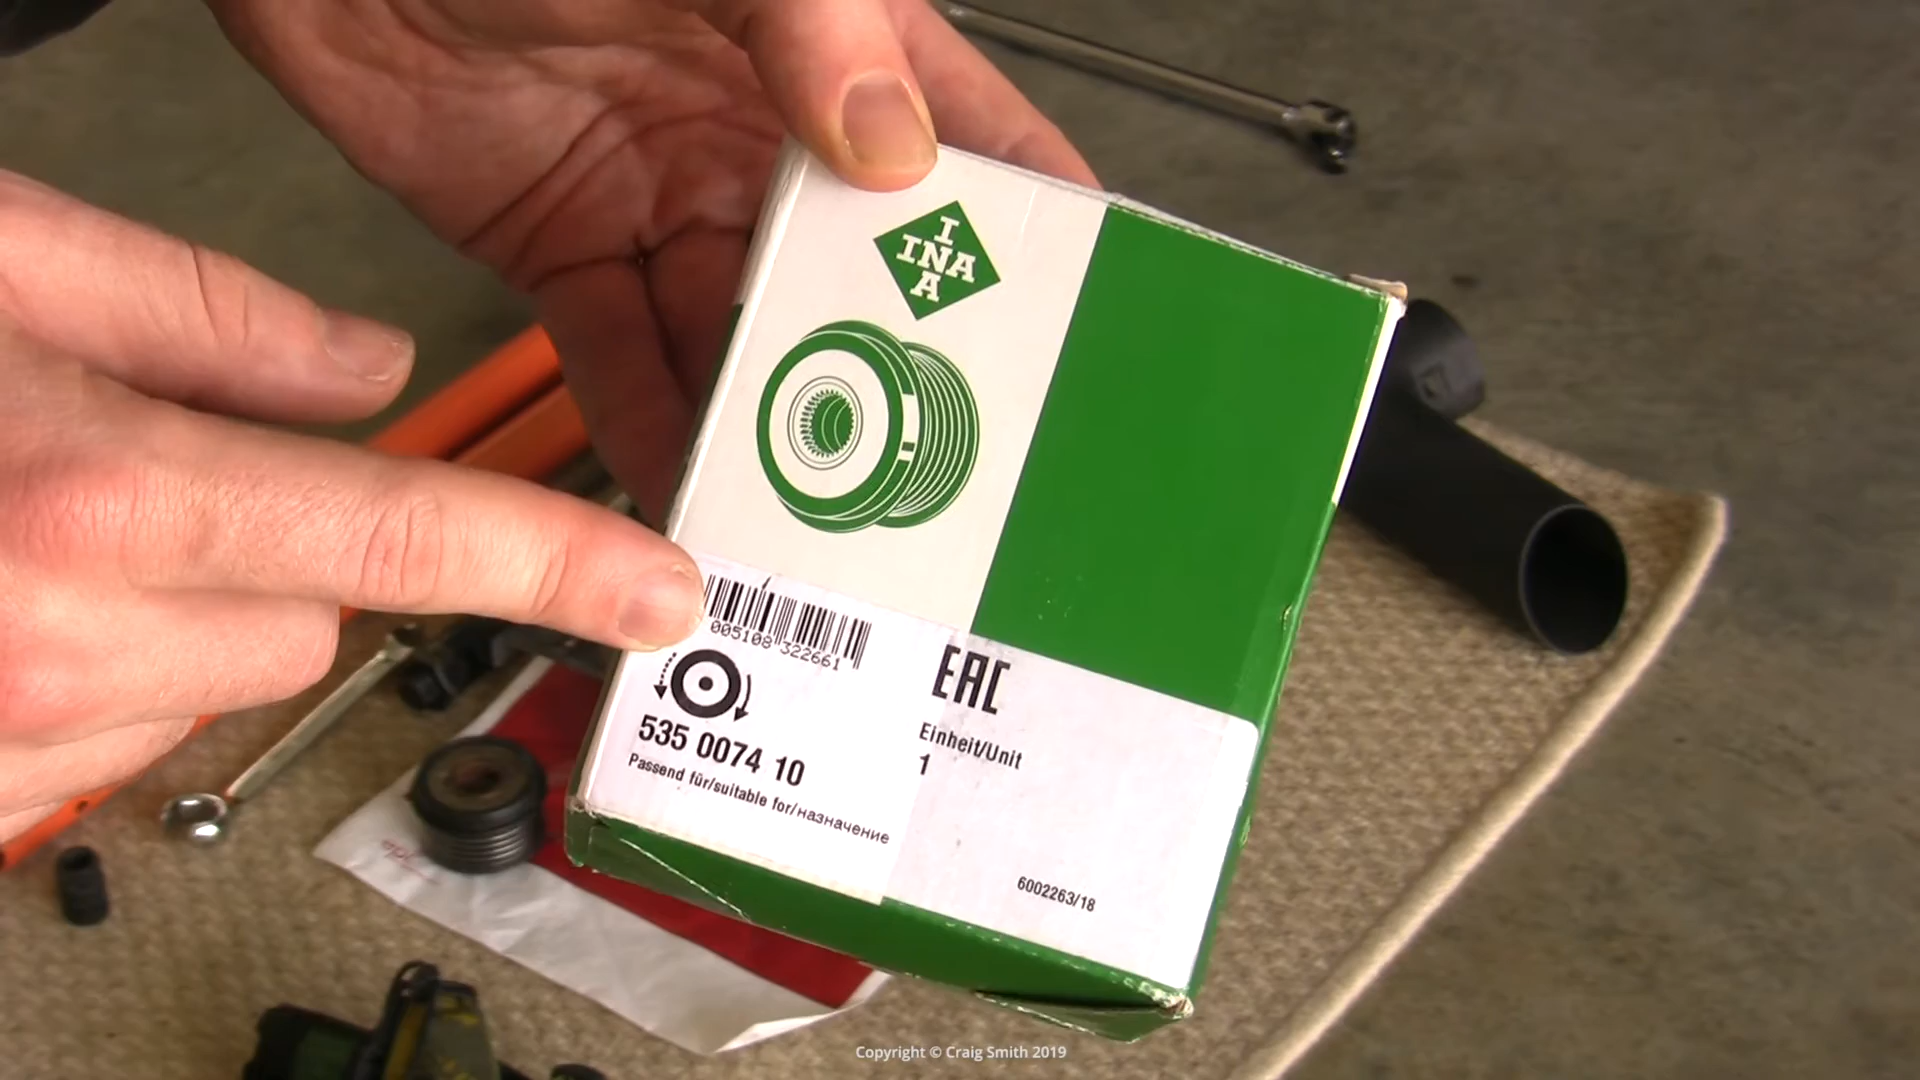 I
INA
A
005108 322661
EAC
535 0074 10
Einheit/Unit
1
Passend für/suitable for/назначение
6002263/18
Copyright © Craig Smith 2019